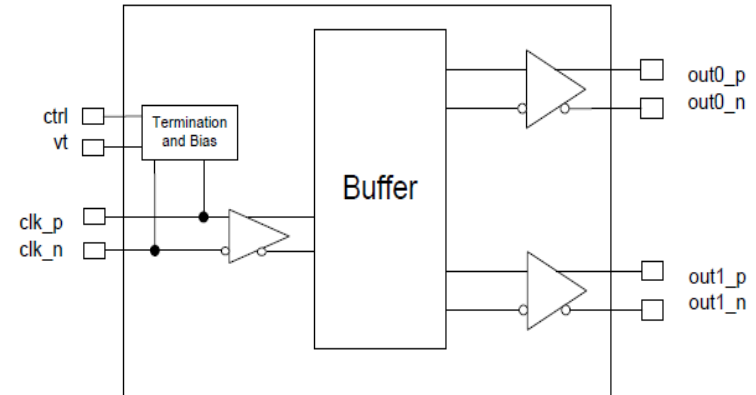 ctrl
vt
Termination
and Bias
clk_p
clk_n
Buffer
out0_p
out0_n
out1_p
out1_n